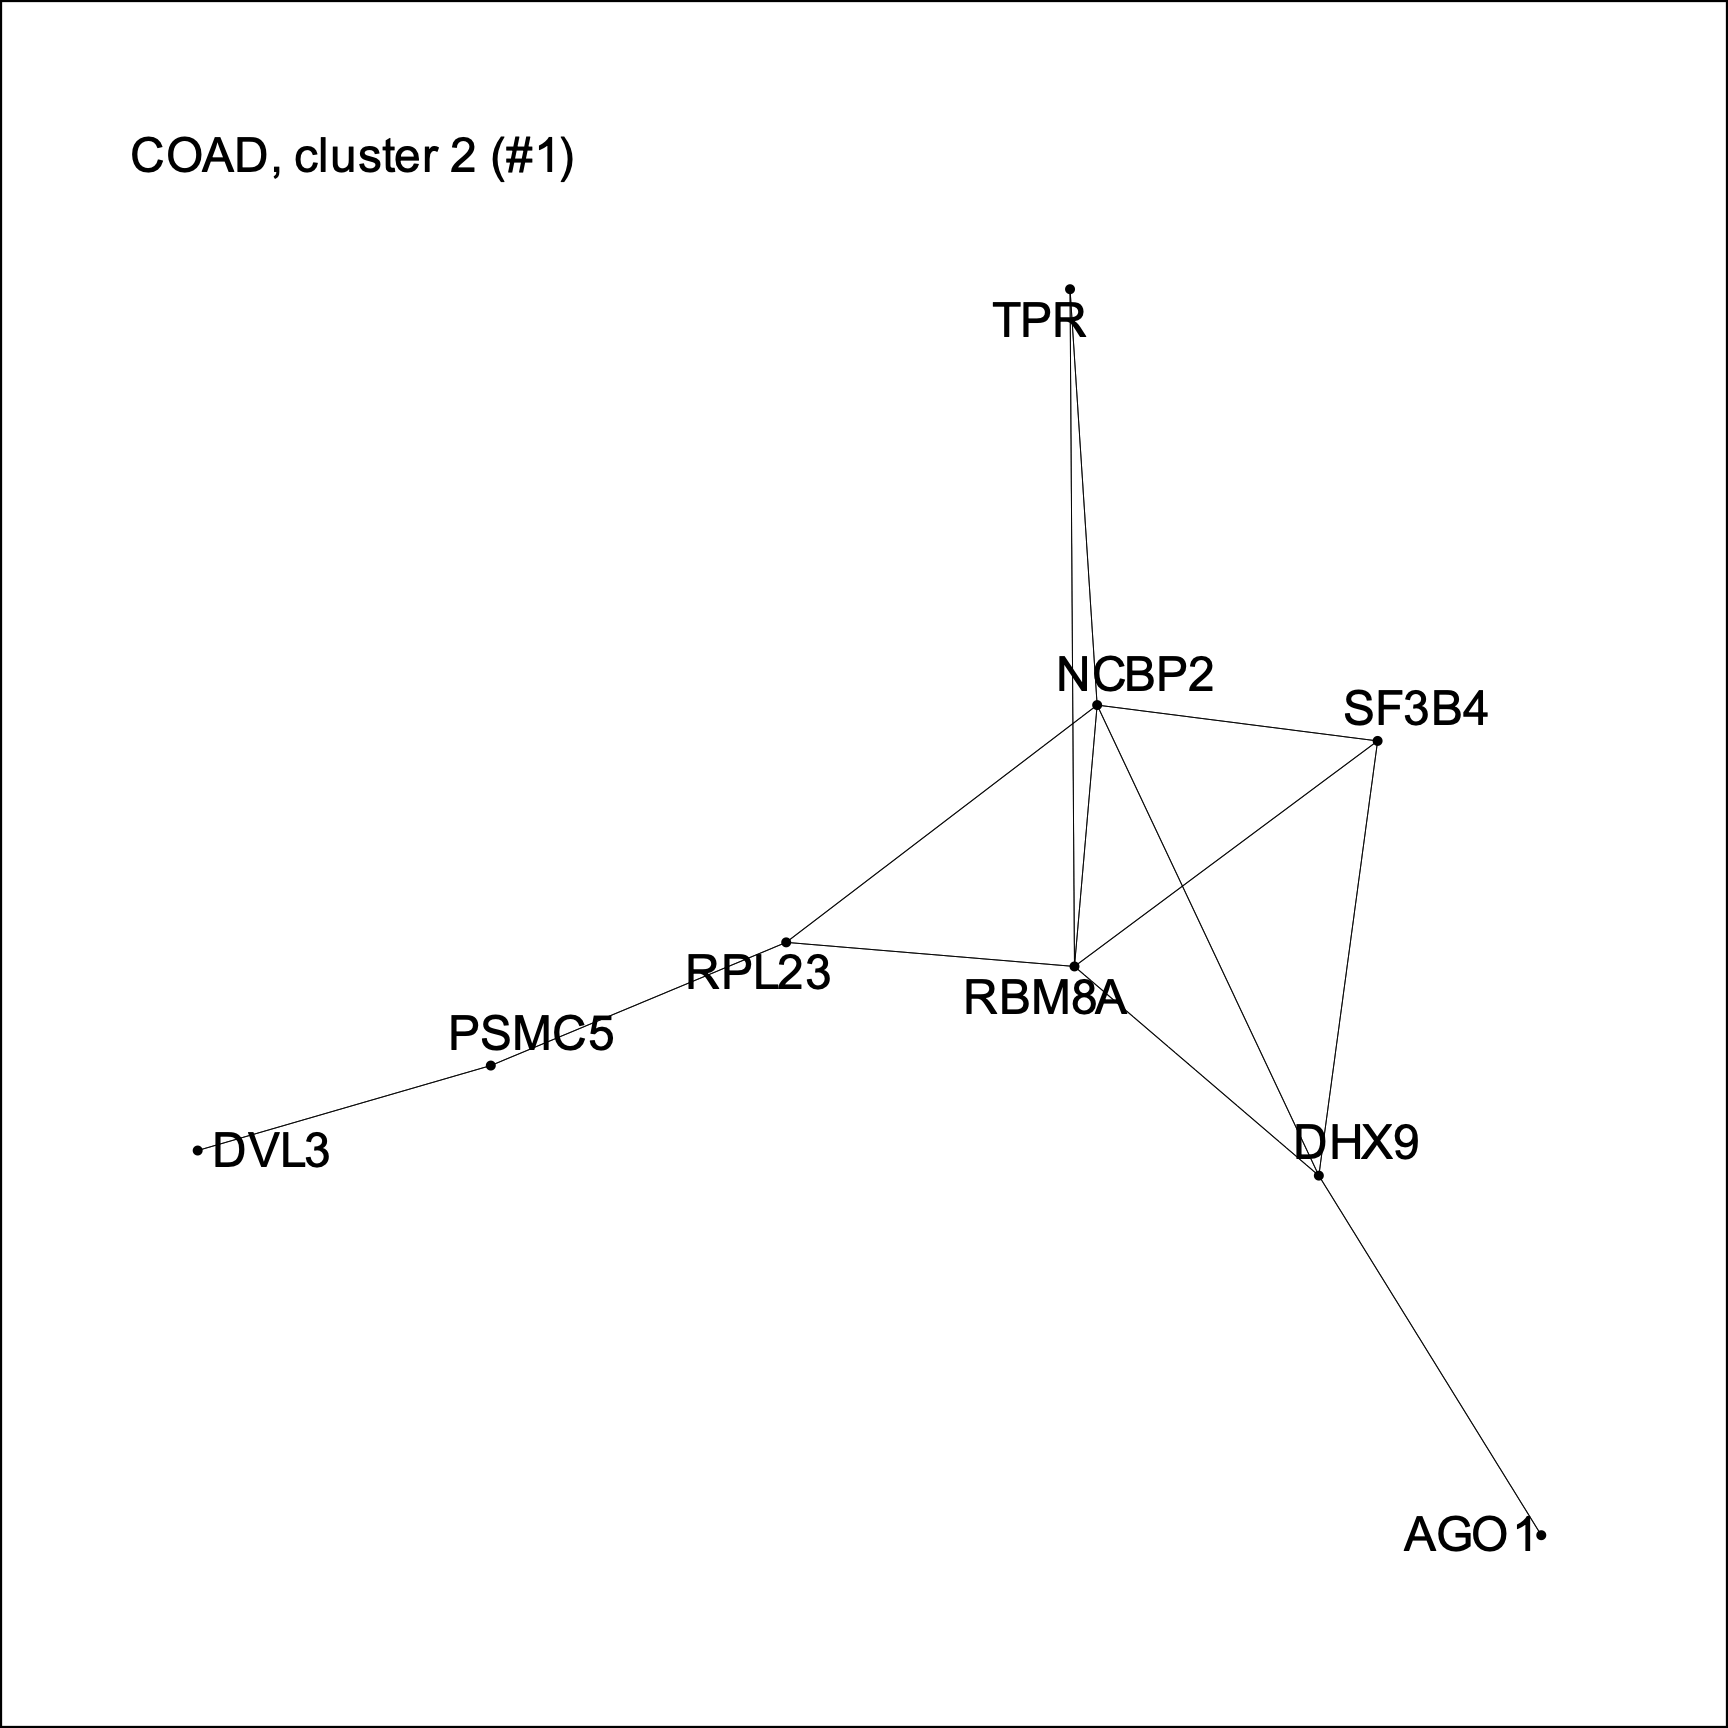 COAD, cluster 2 (#1)
TPR
NCBP2
SF3B4
RPL23
RBM8A
PSMC5
DVL3
DHX9
AGO1